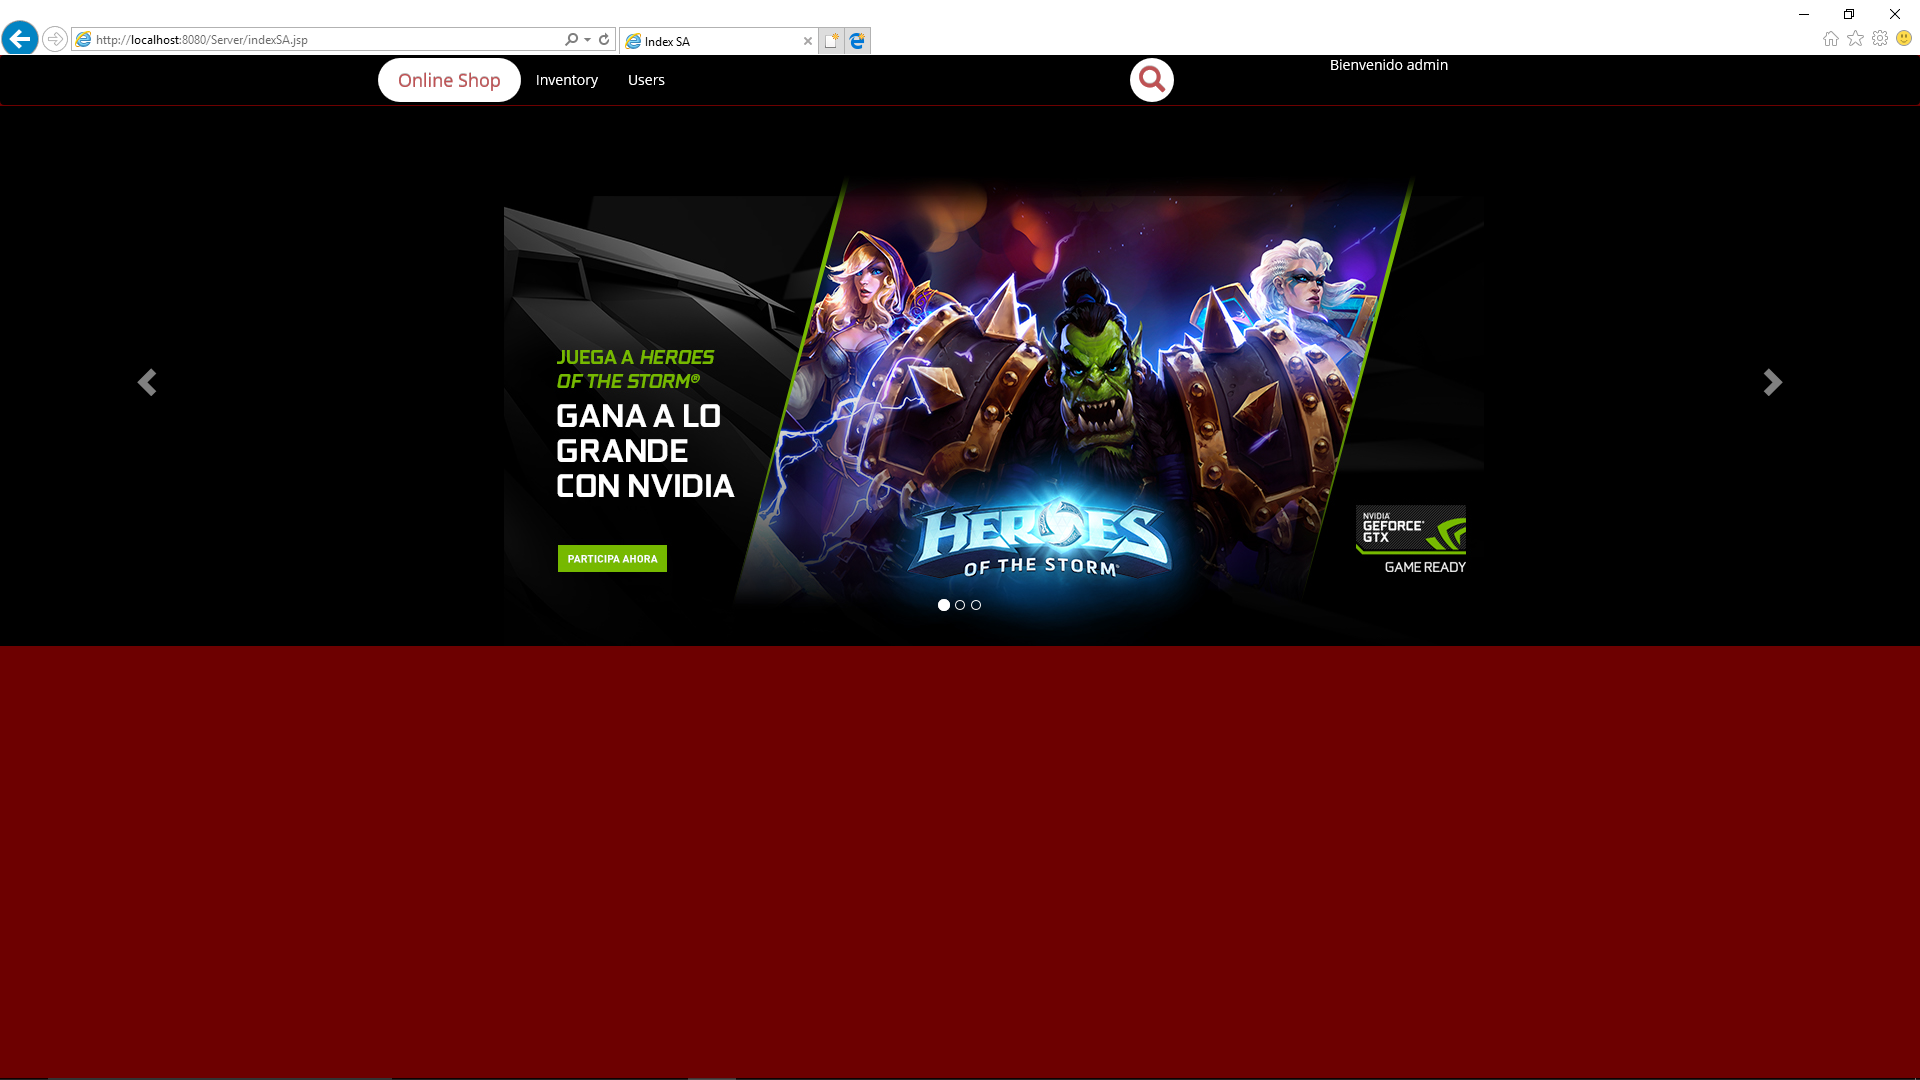 http://localhost:8080/Server/indexSA.jsp
Index SA
Online Shop
Inventory
Users
Bienvenido admin
JUEGA A HEROES
OF THE STORM®
GANA A LO
GRANDE
CON NVIDIA
PARTICIPA AHORA
HEROES
OF THE STORM
NVIDIA
GEFORCE
GTX
GAME READY